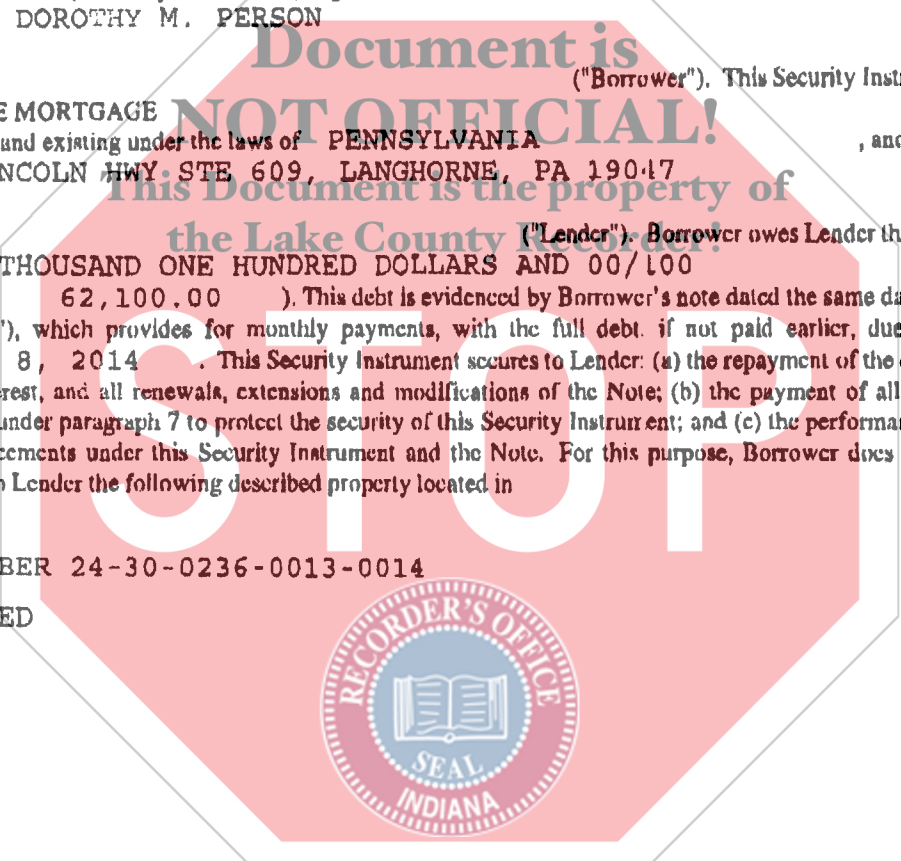 DOROTHY M. PERSON
Document is
("Borrower"). This Security Inst
E MORTGAGE
NOT OFFICIAL!
and existing under the laws of PENNSYLVANIA , and
NCOLN HWY STE 609, LANGHORNE, PA 19047
This Document is the property of
the Lake County Recorder!
("Lender"). Borrower owes Lender th
THOUSAND ONE HUNDRED DOLLARS AND 00/100
62,100.00 ). This debt is evidenced by Borrower's note dated the same da
"), which provides for monthly payments, with the full debt. if not paid earlier, due
8, 2014 . This Security Instrument secures to Lender: (a) the repayment of the
rest, and all renewals, extensions and modifications of the Note; (b) the payment of all
under paragraph 7 to protect the security of this Security Instrument; and (c) the performa
cements under this Security Instrument and the Note. For this purpose, Borrower does
o Lender the following described property located in
STOP
BER 24-30-0236-0013-0014
ED
RECORDER'S OFFICE
SEAL
INDIANA